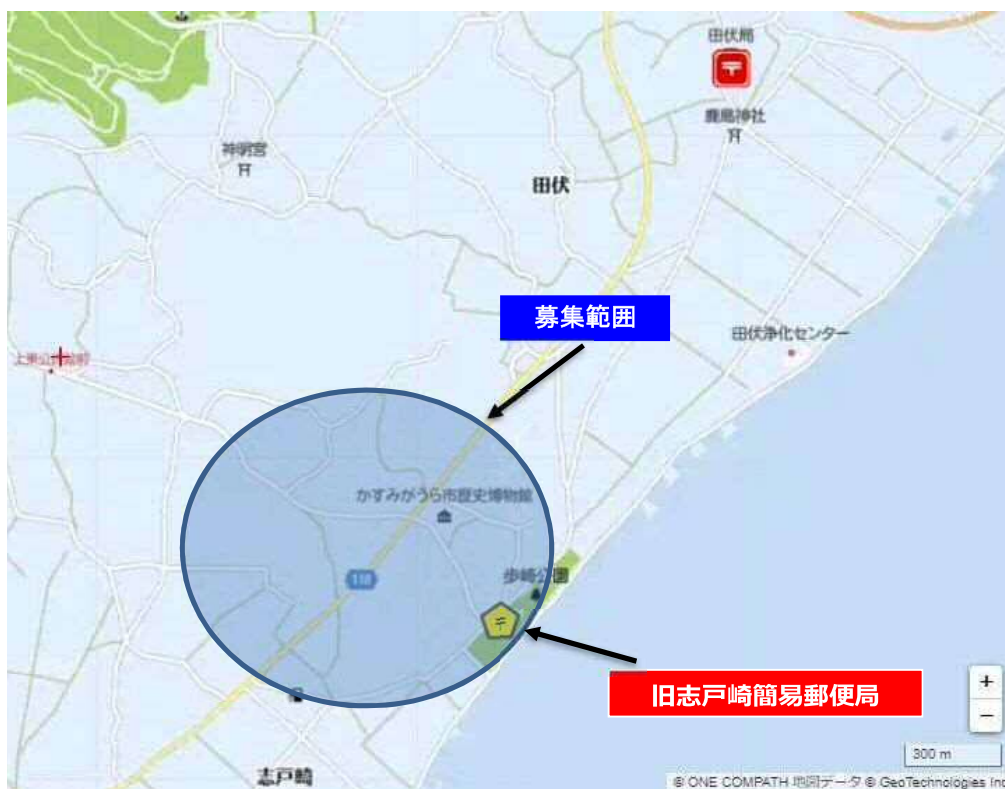 田伏局
鹿島神社
神明宮
田伏
募集範囲
田伏浄化センター
かすみがうら市歴史博物館
118
歩崎公園
旧志戸崎簡易郵便局
+
−
300 m
志戸崎
© ONE COMPATH 地図データ © GeoTechnologies Inc